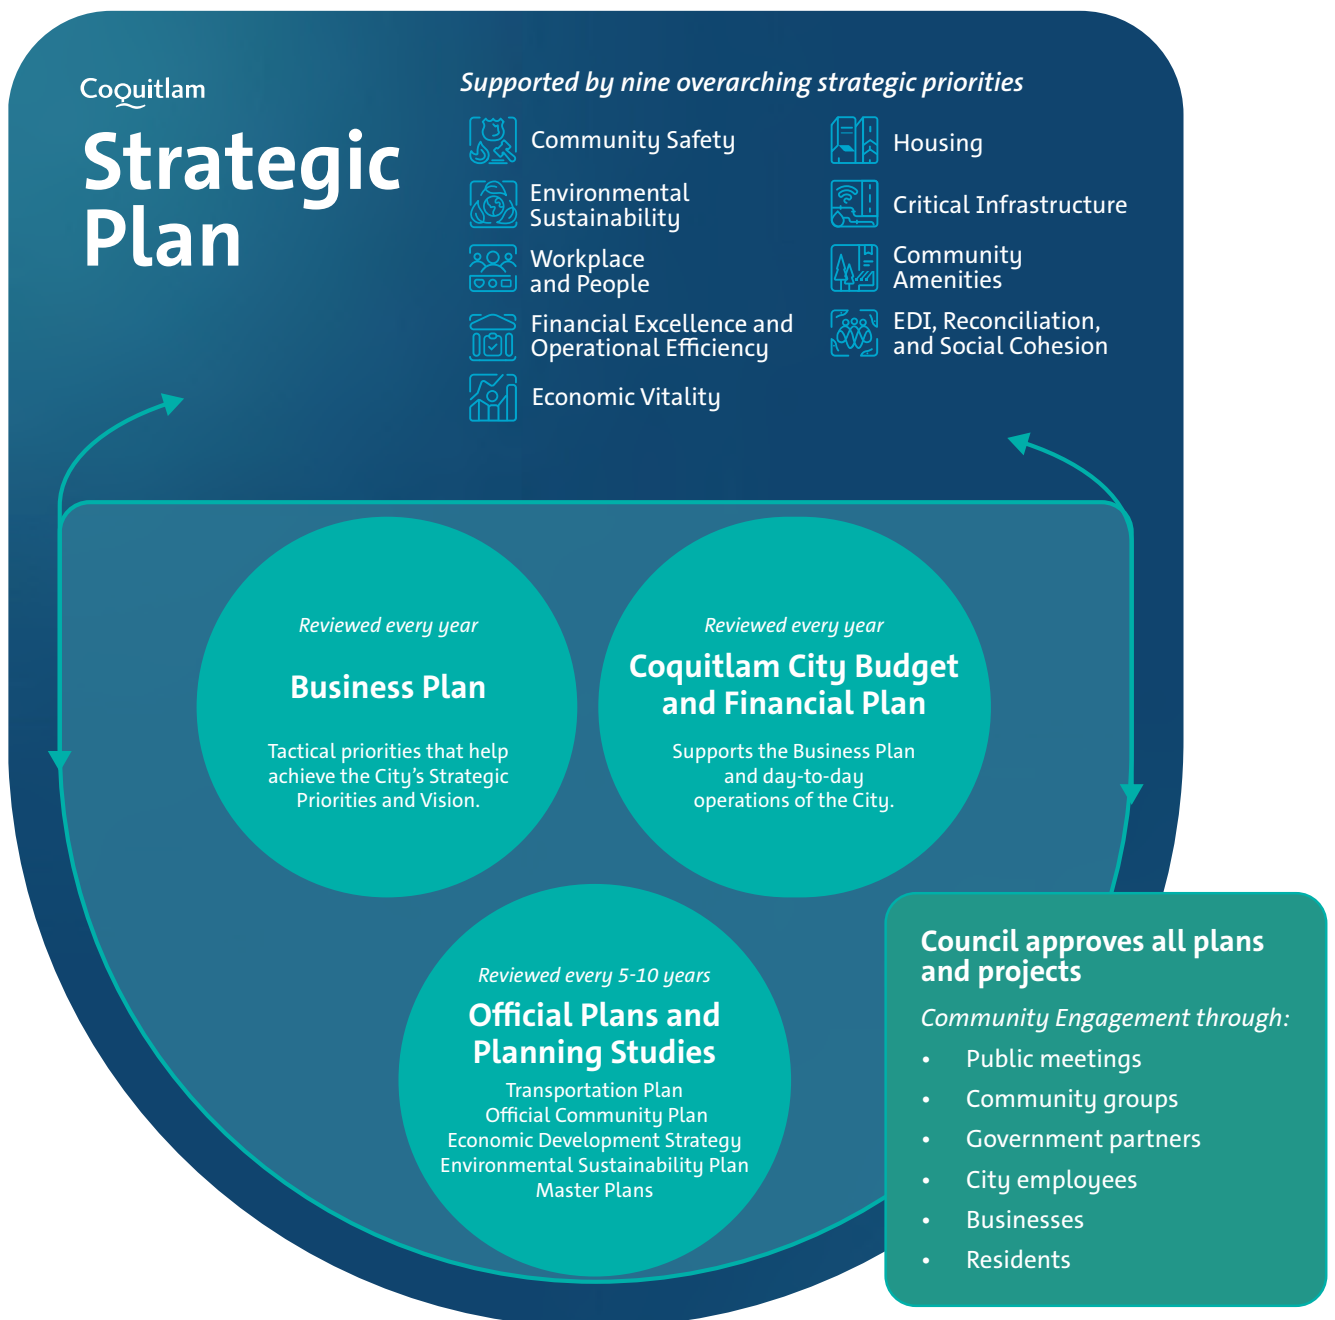 Coquitlam
Strategic
Plan
Supported by nine overarching strategic priorities
Community Safety
Environmental
Sustainability
Workplace
and People
Financial Excellence and
Operational Efficiency
Economic Vitality
Housing
Critical Infrastructure
Community
Amenities
EDI, Reconciliation,
and Social Cohesion
Reviewed every year
Business Plan
Tactical priorities that help
achieve the City’s Strategic
Priorities and Vision.
Reviewed every year
Coquitlam City Budget
and Financial Plan
Supports the Business Plan
and day-to-day
operations of the City.
Reviewed every 5-10 years
Official Plans and
Planning Studies
Transportation Plan
Official Community Plan
Economic Development Strategy
Environmental Sustainability Plan
Master Plans
Council approves all plans
and projects
Community Engagement through:
• Public meetings
• Community groups
• Government partners
• City employees
• Businesses
• Residents